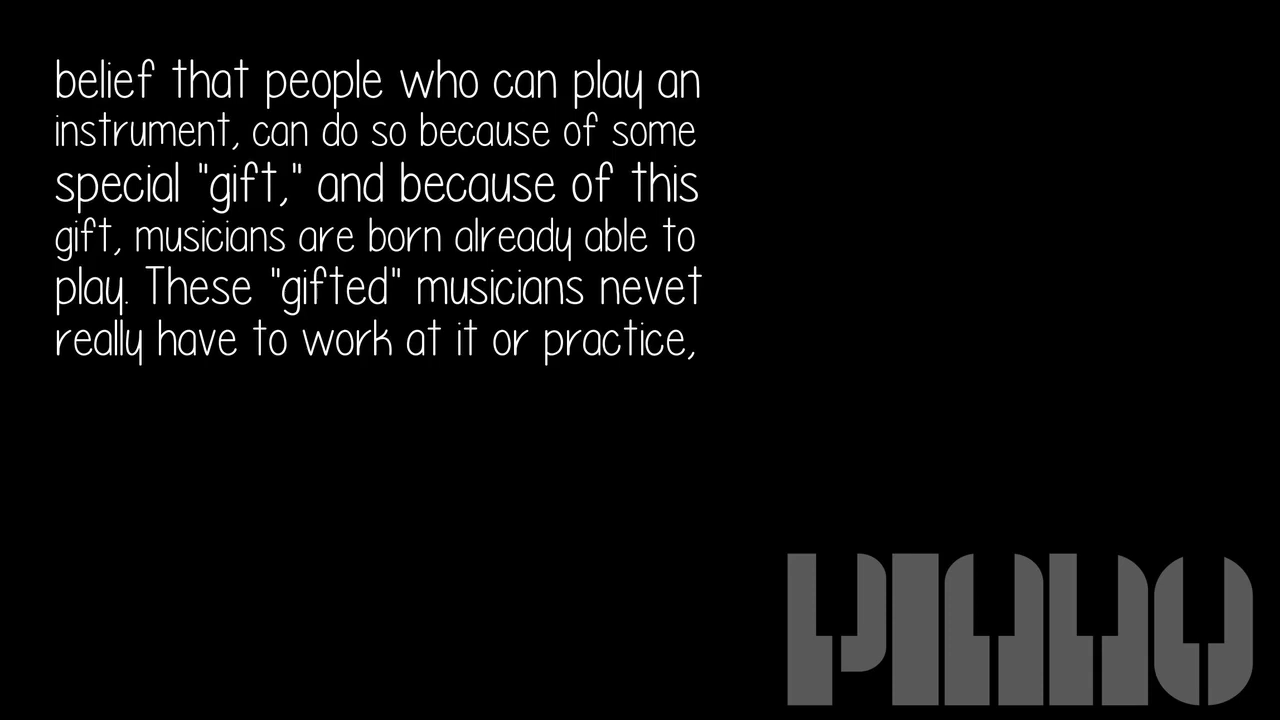 belief that people who can play an
instrument, can do so because of some
special "gift," and because of this
gift, musicians are born already able to
play. These "gifted" musicians nevet
really have to work at it or practice,
PIANO